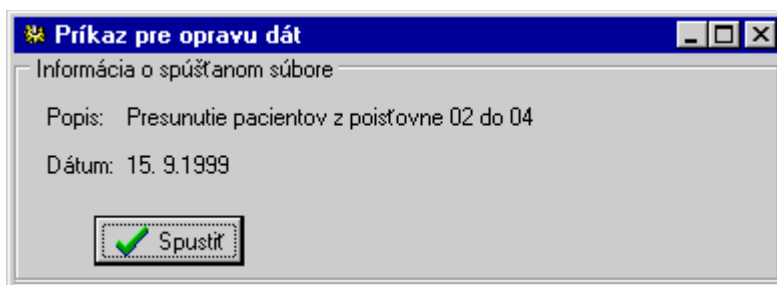 Príkaz pre opravu dát
Informácia o spúšťanom súbore
Popis: Presunutie pacientov z poisťovne 02 do 04
Dátum: 15. 9.1999
Spustiť